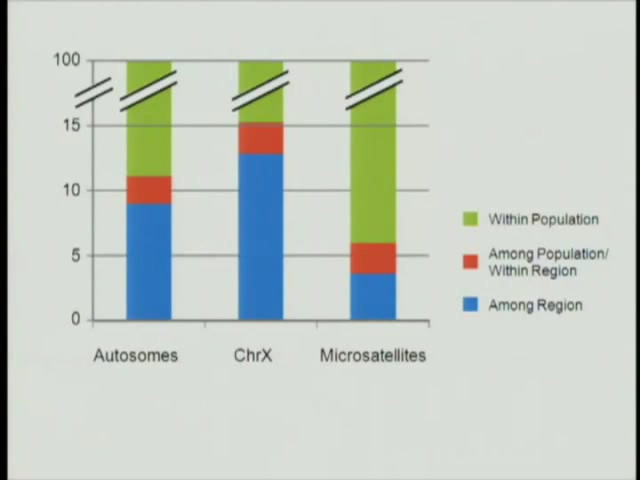 100
15
10
5
0
Autosomes
ChrX
Microsatellites
Within Population
Among Population/
Within Region
Among Region